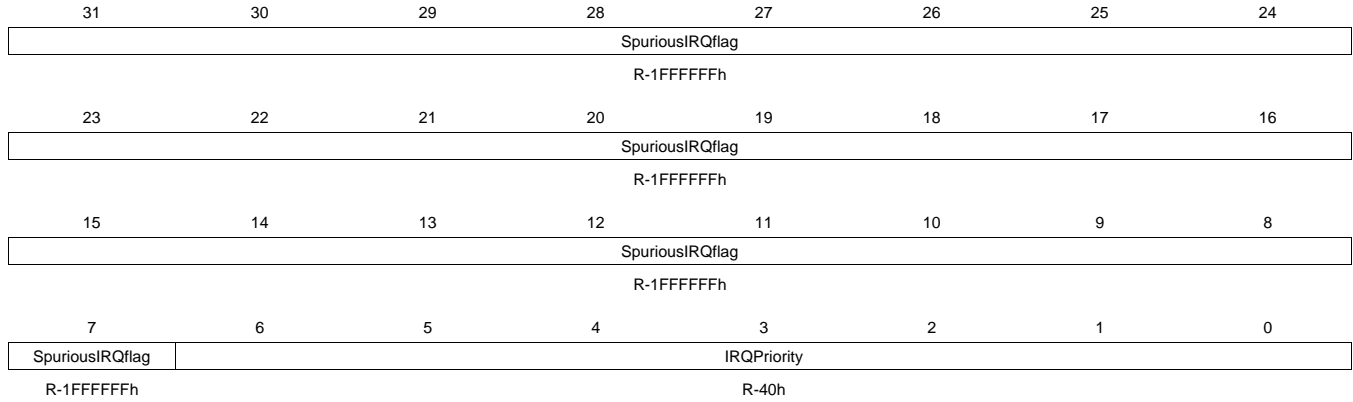 31 30 29 28 27 26 25 24
SpuriousIRQflag
R-1FFFFFFh
23 22 21 20 19 18 17 16
SpuriousIRQflag
R-1FFFFFFh
15 14 13 12 11 10 9 8
SpuriousIRQflag
R-1FFFFFFh
7 6 5 4 3 2 1 0
SpuriousIRQflag IRQPriority
R-1FFFFFFh R-40h